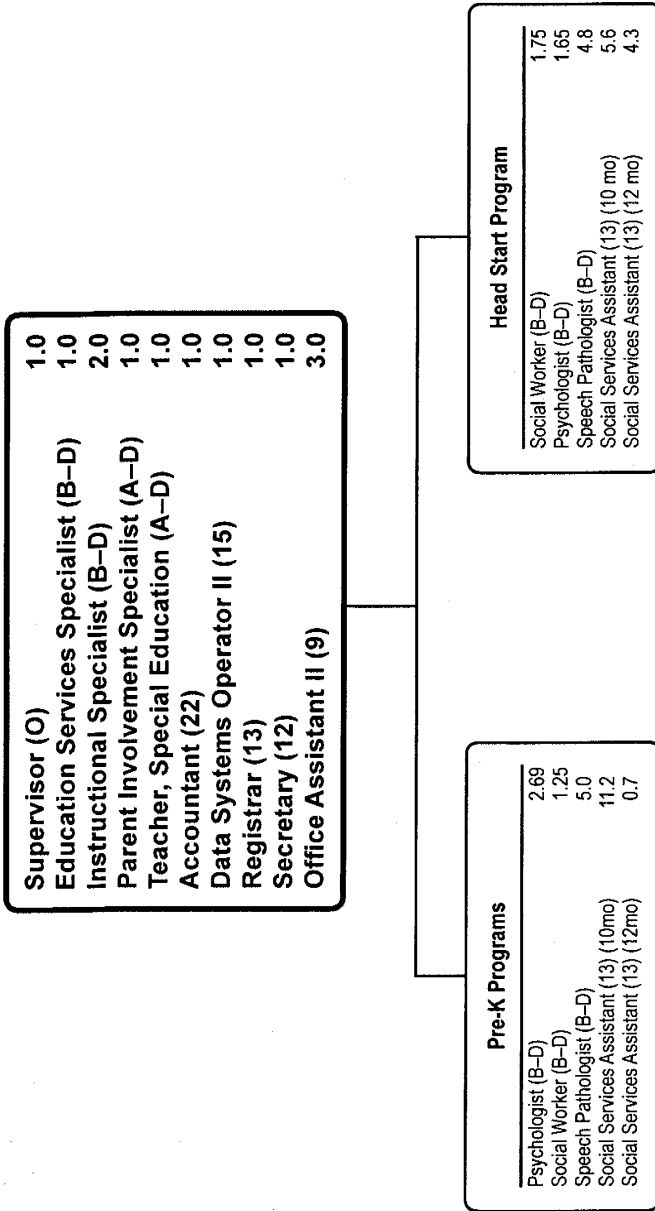 Supervisor (O) 1.0
Education Services Specialist (B–D) 1.0
Instructional Specialist (B–D) 2.0
Parent Involvement Specialist (A–D) 1.0
Teacher, Special Education (A–D) 1.0
Accountant (22) 1.0
Data Systems Operator II (15) 1.0
Registrar (13) 1.0
Secretary (12) 1.0
Office Assistant II (9) 3.0
Pre-K Programs
Psychologist (B–D) 2.69
Social Worker (B–D) 1.25
Speech Pathologist (B–D) 5.0
Social Services Assistant (13) (10mo) 11.2
Social Services Assistant (13) (12mo) 0.7
Head Start Program
Social Worker (B–D) 1.75
Psychologist (B–D) 1.65
Speech Pathologist (B–D) 4.8
Social Services Assistant (13) (10 mo) 5.6
Social Services Assistant (13) (12 mo) 4.3